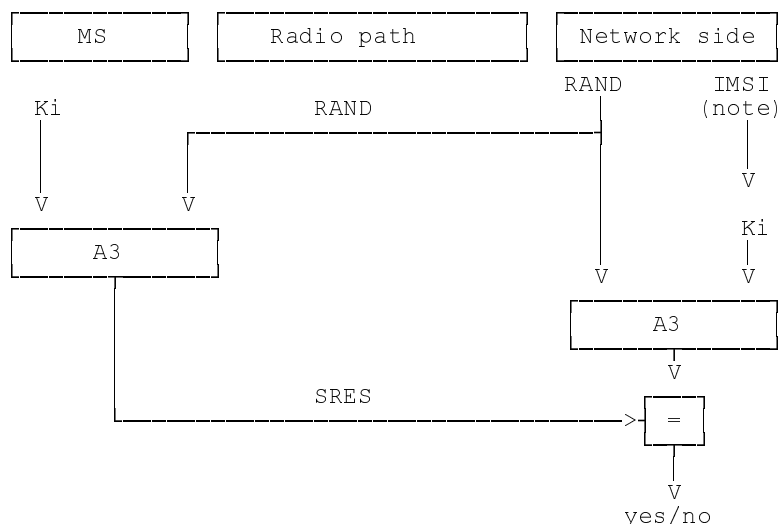 MS Radio path Network side
RAND IMSI
Ki RAND (note)
V
V V
Ki
A3
V V
A3
V
SRES
> =
V
yes/no